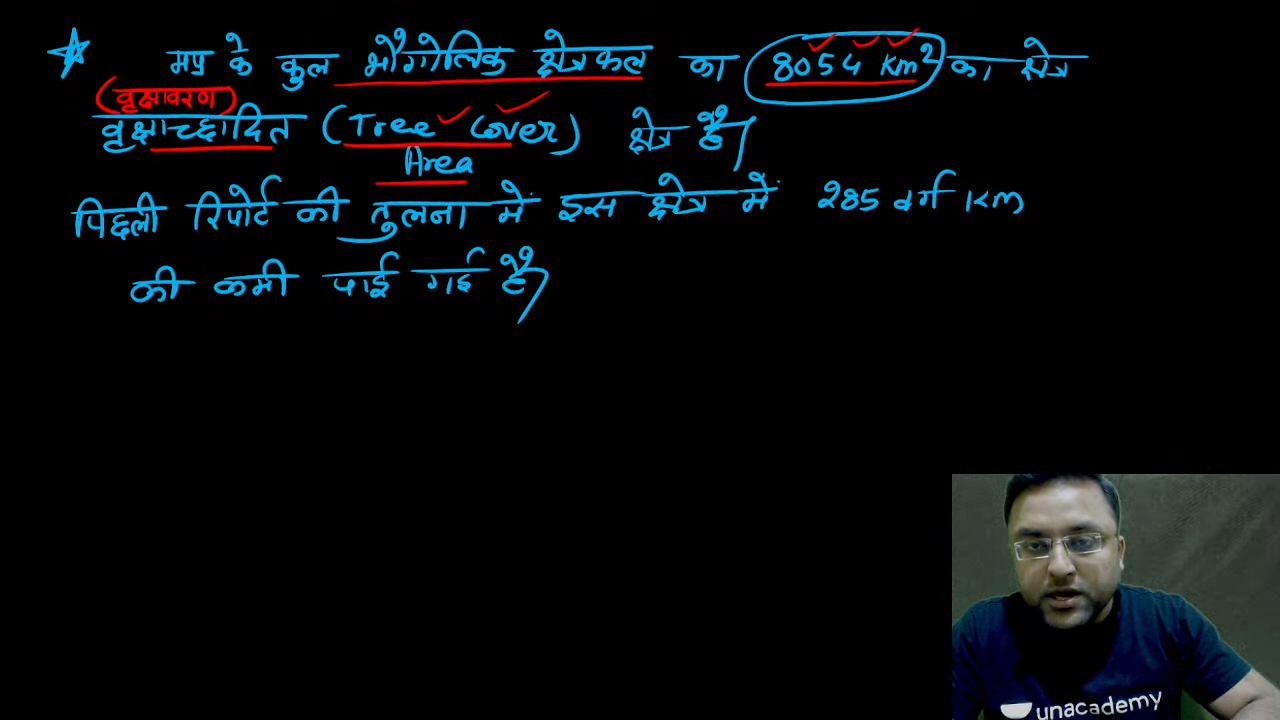 मप्र के कुल भौगोलिक क्षेत्रफल का 8054 Km² का क्षेत्र
(वृक्षावरण)
वृक्षाच्छादित (Tree Cover) क्षेत्र है।
Area
पिछली रिपोर्ट की तुलना में इस क्षेत्र में 285 वर्ग Km
की कमी पाई गई है।
unacademy